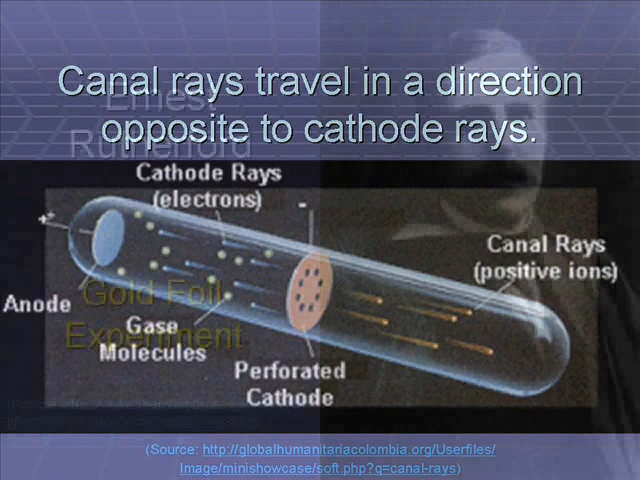 Canal rays travel in a direction
opposite to cathode rays.
Ernest
Rutherford
Cathode Rays
(electrons)
-
+
Canal Rays
(positive ions)
Anode
Gold Foil
Experiment
Gase
Molecules
Perforated
Cathode
(Source: http://globalhumanitariacolombia.org/Userfiles/
Image/minishowcase/soft.php?q=canal-rays)